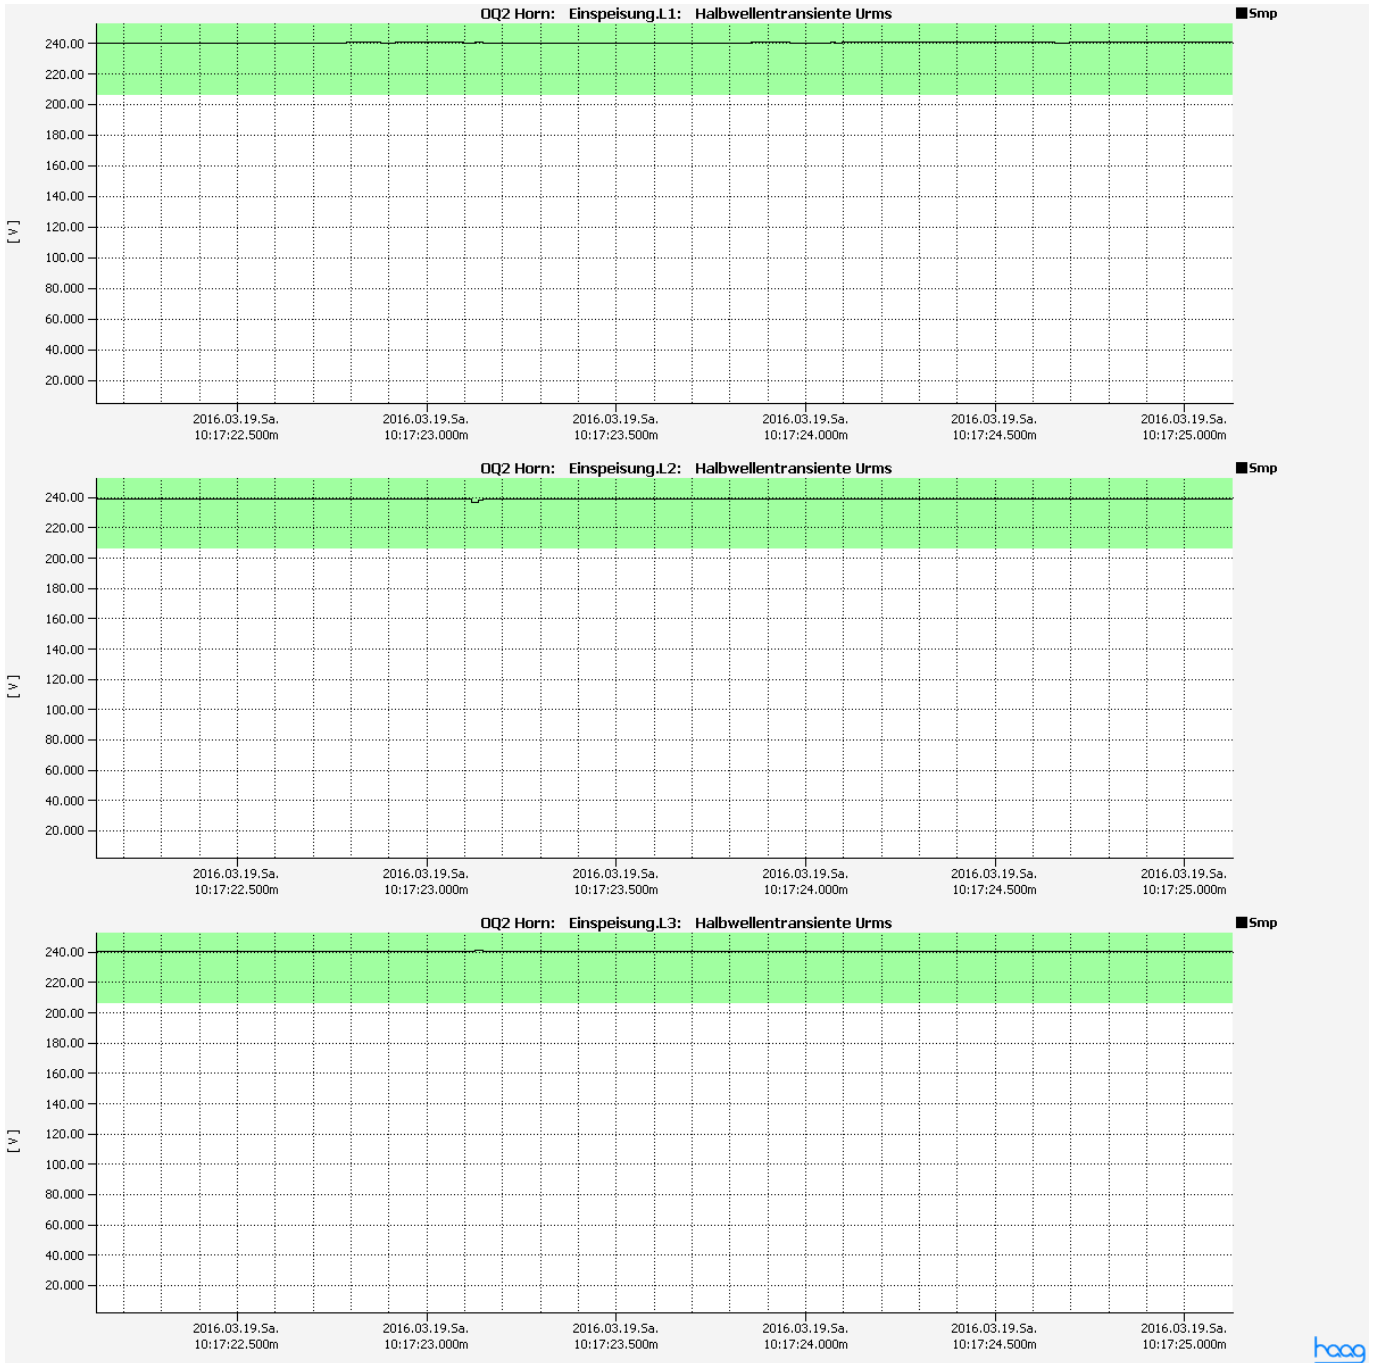 OQ2 Horn: Einspeisung.L1: Halbwellentransiente Urms
Smp
240.00
220.00
200.00
180.00
160.00
140.00
120.00
100.00
80.000
60.000
40.000
20.000
[ V ]
2016.03.19.Sa. 2016.03.19.Sa. 2016.03.19.Sa. 2016.03.19.Sa. 2016.03.19.Sa. 2016.03.19.Sa.
10:17:22.500m 10:17:23.000m 10:17:23.500m 10:17:24.000m 10:17:24.500m 10:17:25.000m
OQ2 Horn: Einspeisung.L2: Halbwellentransiente Urms
Smp
240.00
220.00
200.00
180.00
160.00
140.00
120.00
100.00
80.000
60.000
40.000
20.000
[ V ]
2016.03.19.Sa. 2016.03.19.Sa. 2016.03.19.Sa. 2016.03.19.Sa. 2016.03.19.Sa. 2016.03.19.Sa.
10:17:22.500m 10:17:23.000m 10:17:23.500m 10:17:24.000m 10:17:24.500m 10:17:25.000m
OQ2 Horn: Einspeisung.L3: Halbwellentransiente Urms
Smp
240.00
220.00
200.00
180.00
160.00
140.00
120.00
100.00
80.000
60.000
40.000
20.000
[ V ]
2016.03.19.Sa. 2016.03.19.Sa. 2016.03.19.Sa. 2016.03.19.Sa. 2016.03.19.Sa. 2016.03.19.Sa.
10:17:22.500m 10:17:23.000m 10:17:23.500m 10:17:24.000m 10:17:24.500m 10:17:25.000m
haag